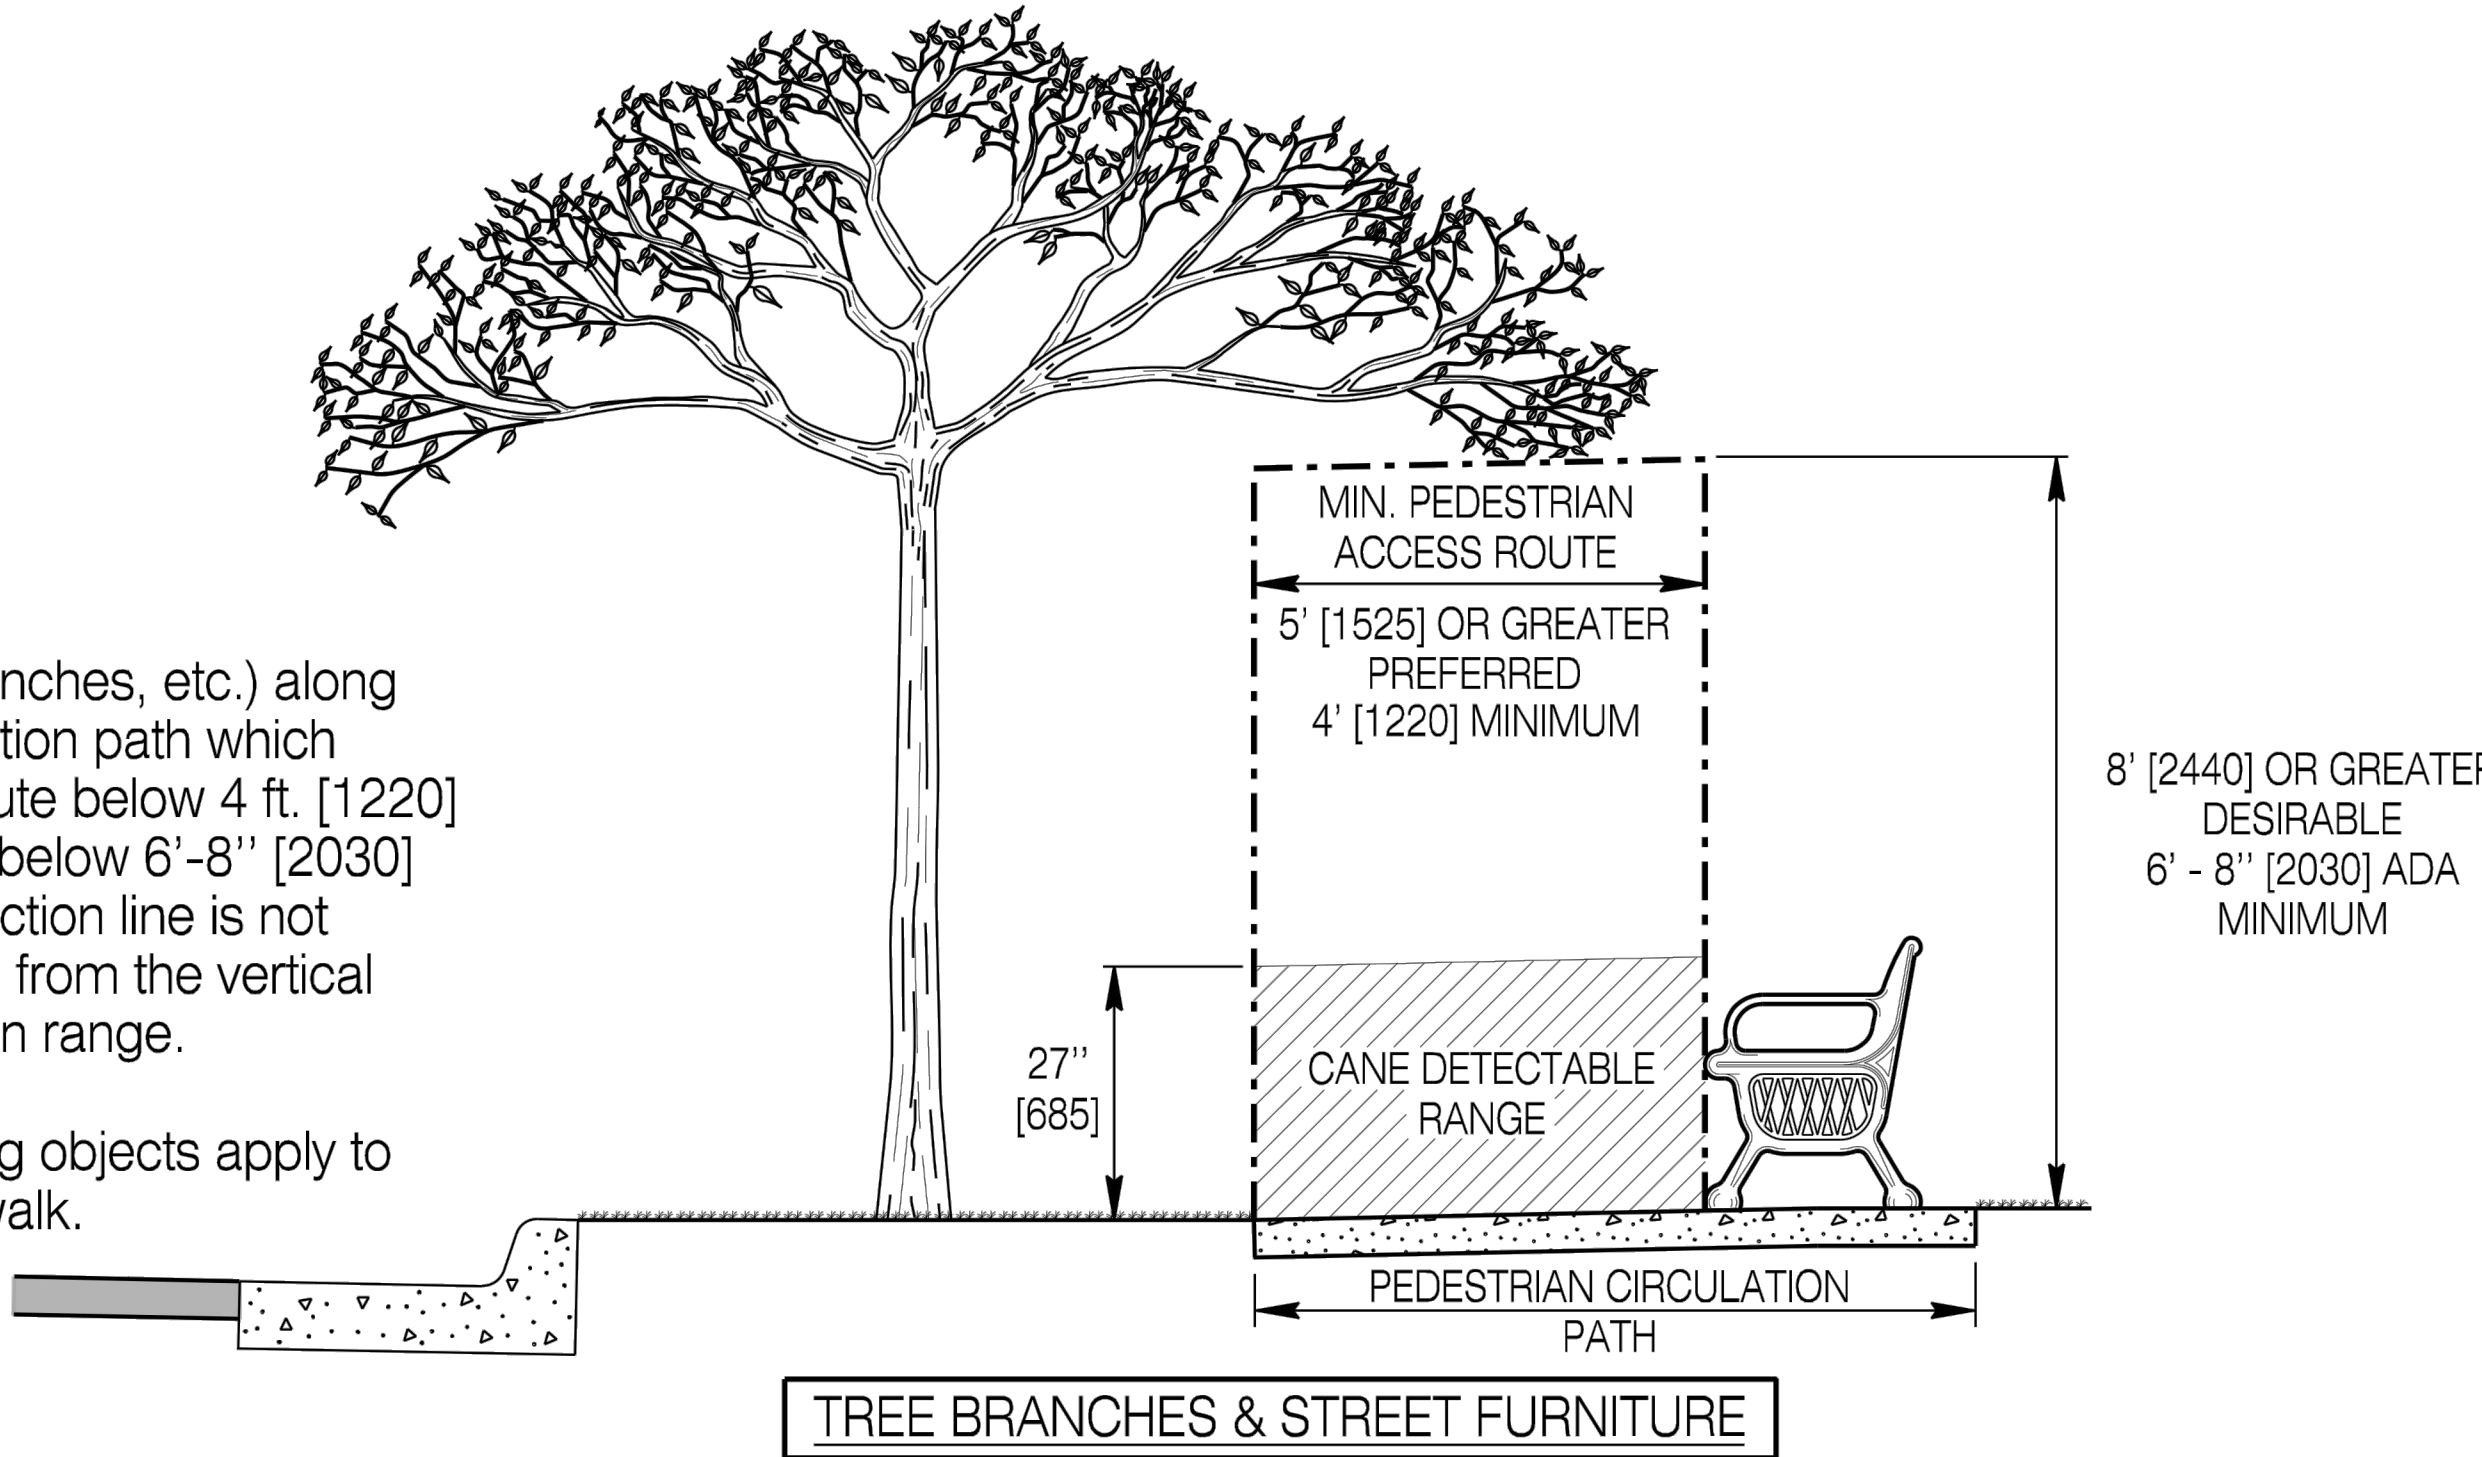 MIN. PEDESTRIAN
ACCESS ROUTE
5' [1525] OR GREATER
PREFERRED
4' [1220] MINIMUM
nches, etc.) along
tion path which
ute below 4 ft. [1220]
below 6'-8'' [2030]
ction line is not
from the vertical
n range.
g objects apply to
walk.
8' [2440] OR GREATER
DESIRABLE
6' - 8'' [2030] ADA
MINIMUM
27''
[685]
CANE DETECTABLE
RANGE
PEDESTRIAN CIRCULATION
PATH
TREE BRANCHES & STREET FURNITURE